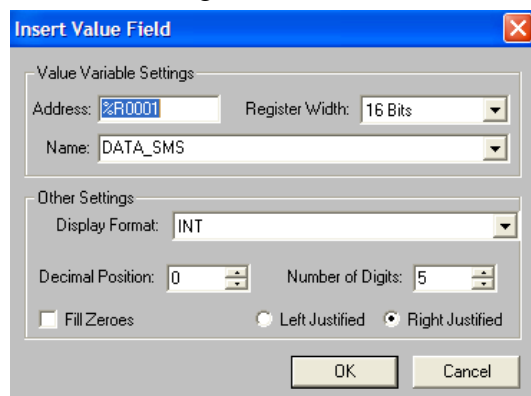 Insert Value Field
Value Variable Settings
Address: %R0001 Register Width: 16 Bits
Name: DATA_SMS
Other Settings
Display Format: INT
Decimal Position: 0 Number of Digits: 5
Fill Zeroes Left Justified Right Justified
OK Cancel